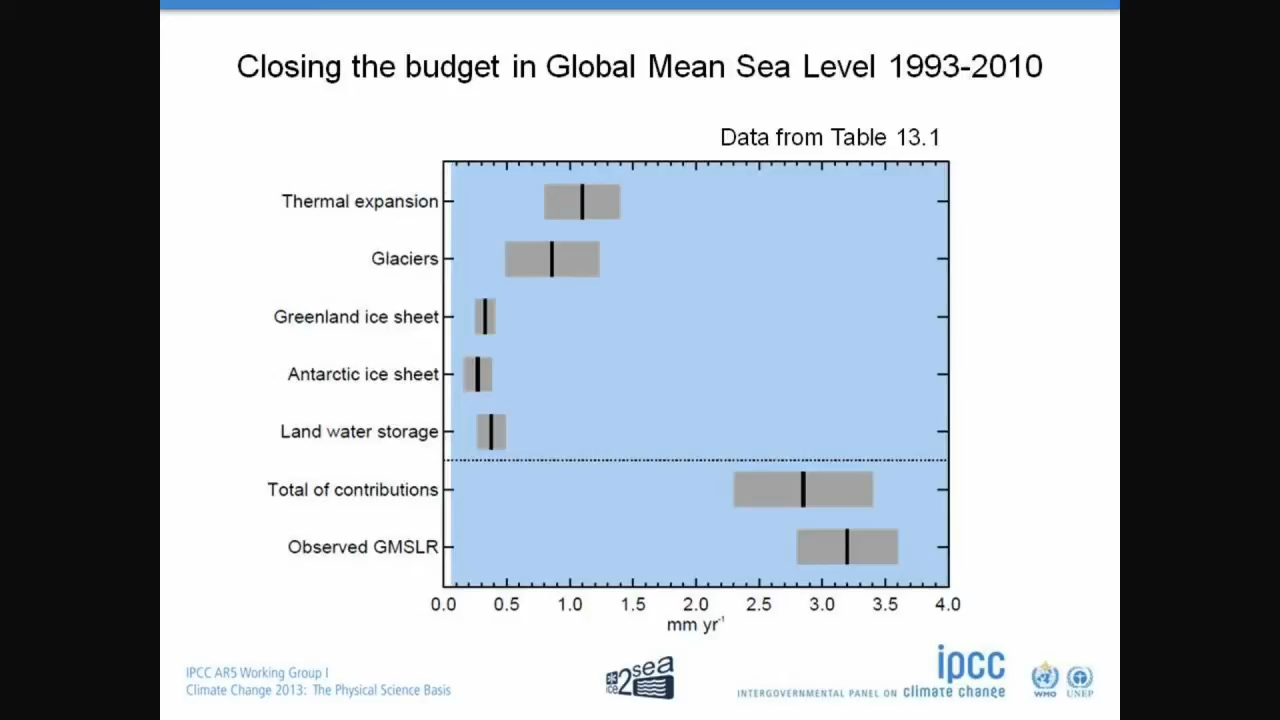 Closing the budget in Global Mean Sea Level 1993-2010
Data from Table 13.1
Thermal expansion
Glaciers
Greenland ice sheet
Antarctic ice sheet
Land water storage
Total of contributions
Observed GMSLR
0.0 0.5 1.0 1.5 2.0 2.5 3.0 3.5 4.0
mm yr⁻¹
IPCC AR5 Working Group I
Climate Change 2013: The Physical Science Basis
ice2sea
ipcc
INTERGOVERNMENTAL PANEL ON climate change
WMO
UNEP